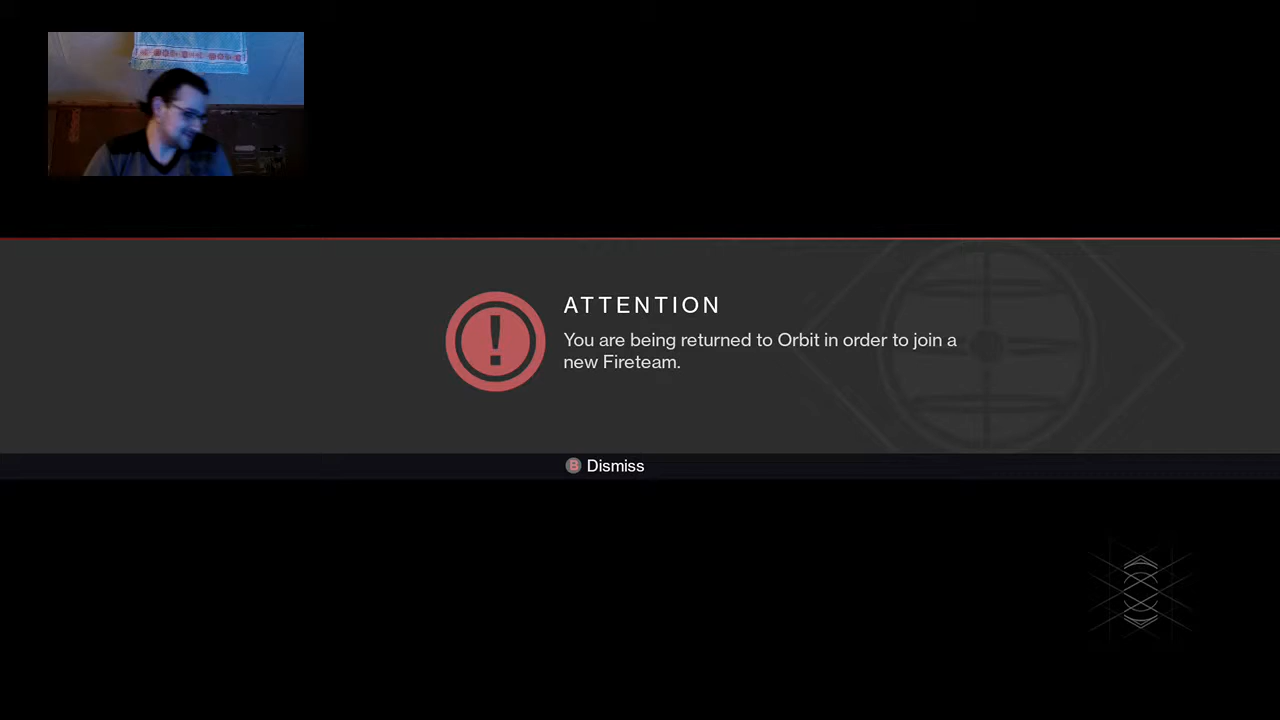 ATTENTION
You are being returned to Orbit in order to join a
new Fireteam.
B Dismiss